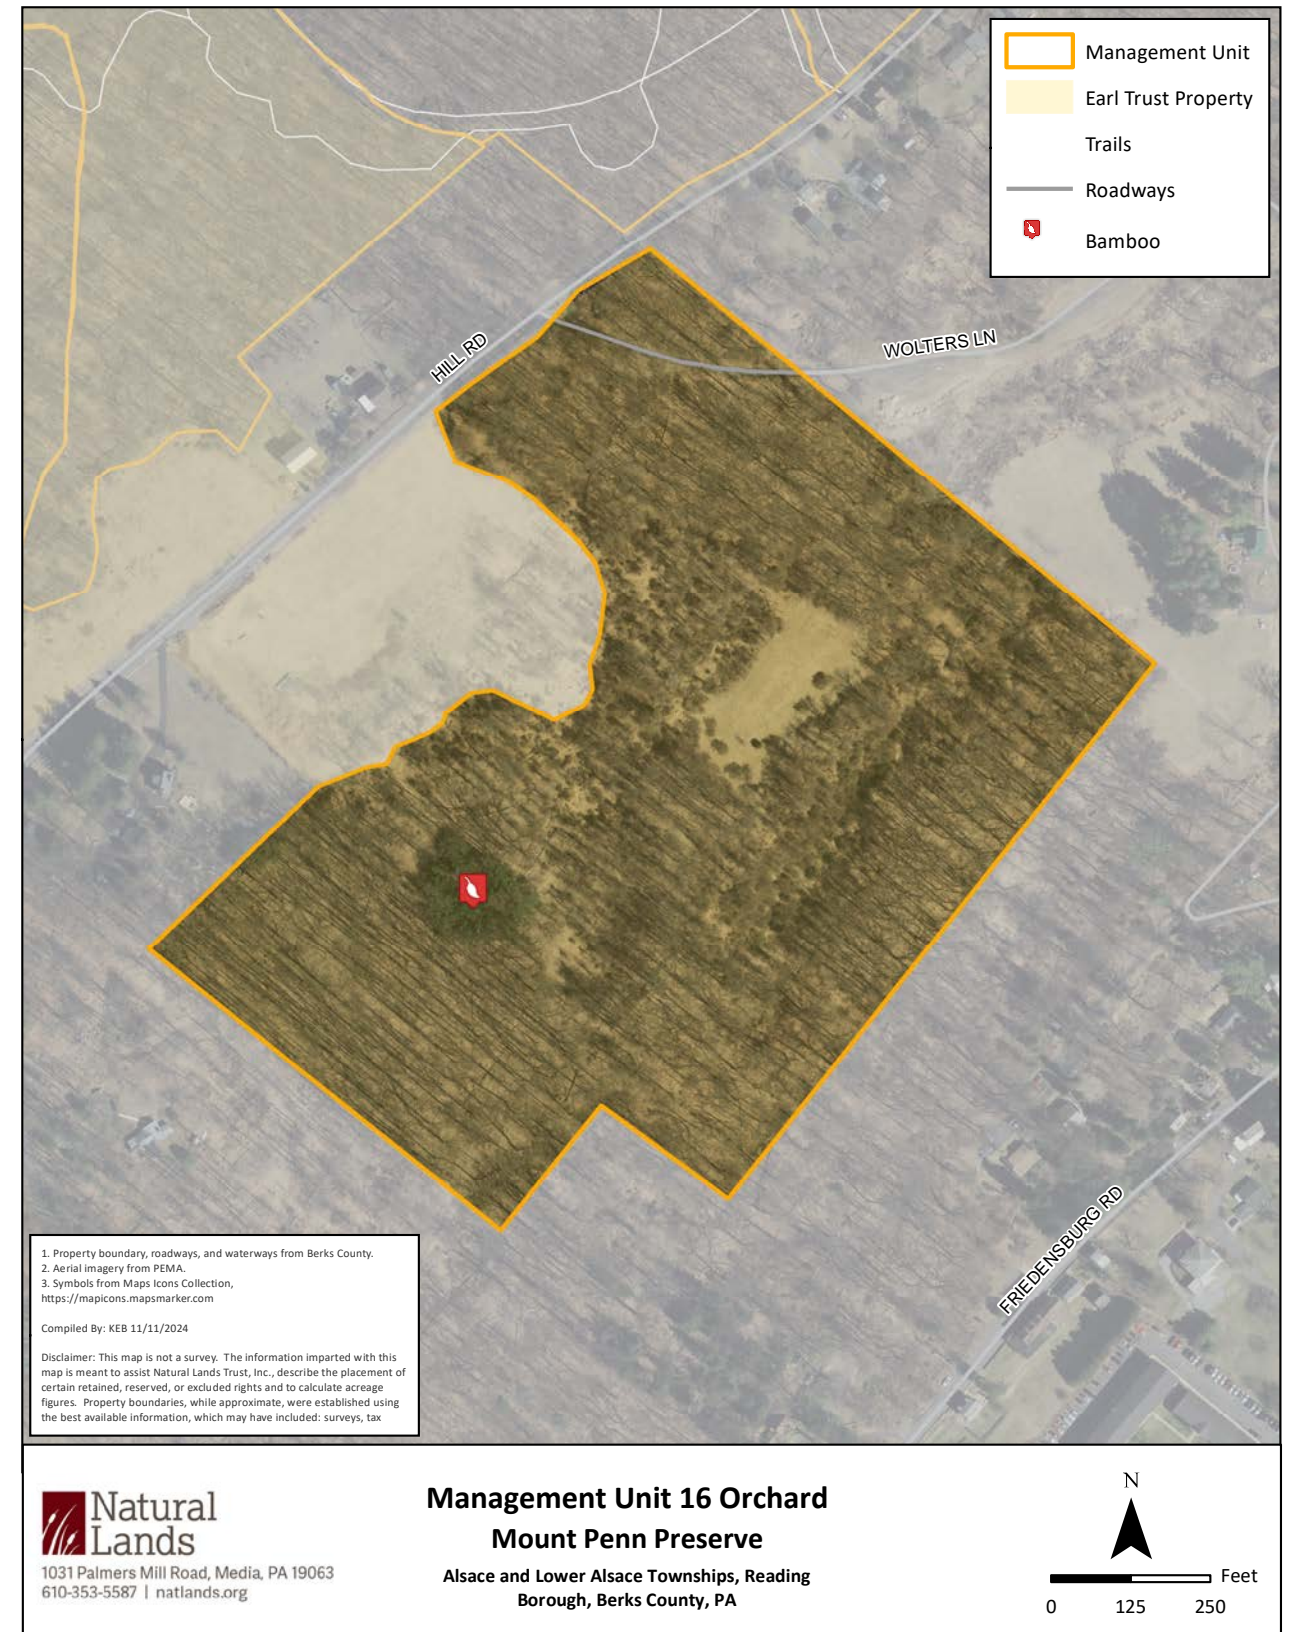 Management Unit
Earl Trust Property
Trails
Roadways
Bamboo
HILL RD
WOLTERS LN
FRIEDENSBURG RD
1. Property boundary, roadways, and waterways from Berks County.
2. Aerial imagery from PEMA.
3. Symbols from Maps Icons Collection,
https://mapicons.mapsmarker.com
Compiled By: KEB 11/11/2024
Disclaimer: This map is not a survey. The information imparted with this
map is meant to assist Natural Lands Trust, Inc., describe the placement of
certain retained, reserved, or excluded rights and to calculate acreage
figures. Property boundaries, while approximate, were established using
the best available information, which may have included: surveys, tax
Natural
Lands
1031 Palmers Mill Road, Media, PA 19063
610-353-5587 | natlands.org
Management Unit 16 Orchard
Mount Penn Preserve
Alsace and Lower Alsace Townships, Reading
Borough, Berks County, PA
N
Feet
0 125 250